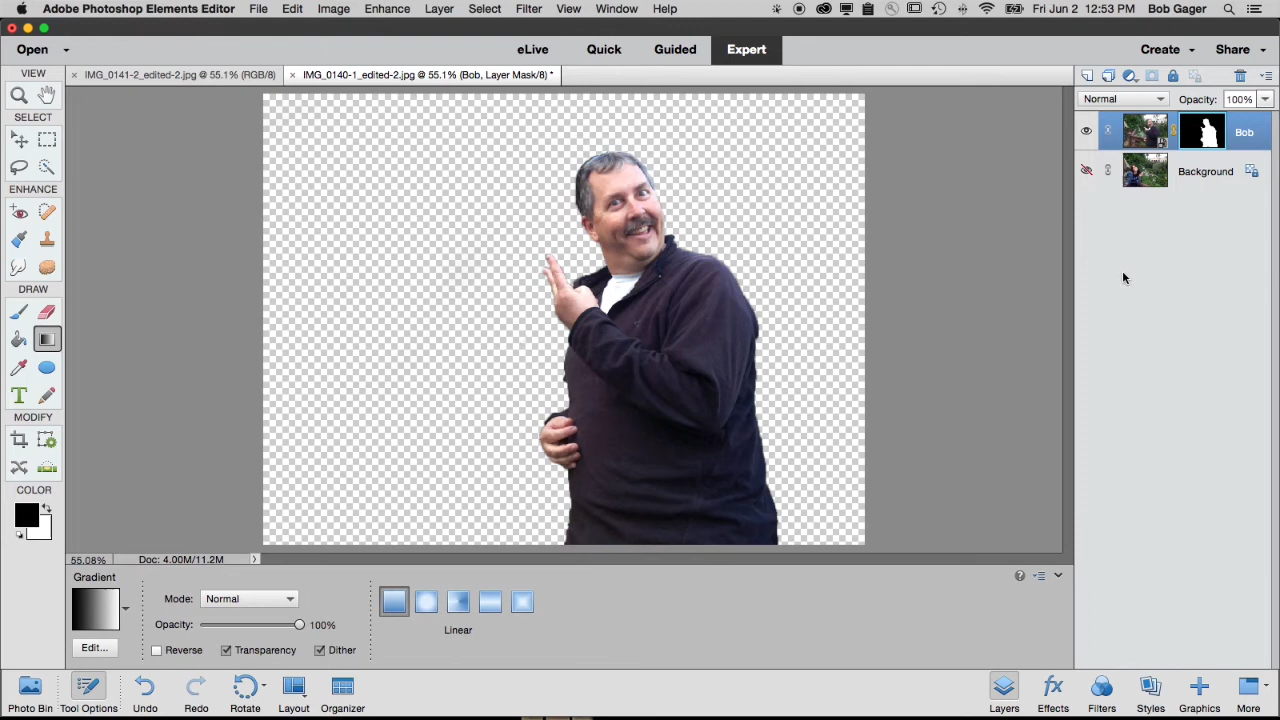 Adobe Photoshop Elements Editor File Edit Image Enhance Layer Select Filter View Window Help Fri Jun 2 12:53 PM Bob Gager
Open eLive Quick Guided Expert Create Share
IMG_0141-2_edited-2.jpg @ 55.1% (RGB/8) IMG_0140-1_edited-2.jpg @ 55.1% (Bob, Layer Mask/8) *
VIEW
SELECT
ENHANCE
DRAW
MODIFY
COLOR
Normal Opacity: 100%
Bob
Background
55.08% Doc: 4.00M/11.2M
Gradient
Mode: Normal
Opacity: 100%
Linear
Edit... Reverse Transparency Dither
Photo Bin Tool Options Undo Redo Rotate Layout Organizer Layers Effects Filters Styles Graphics More